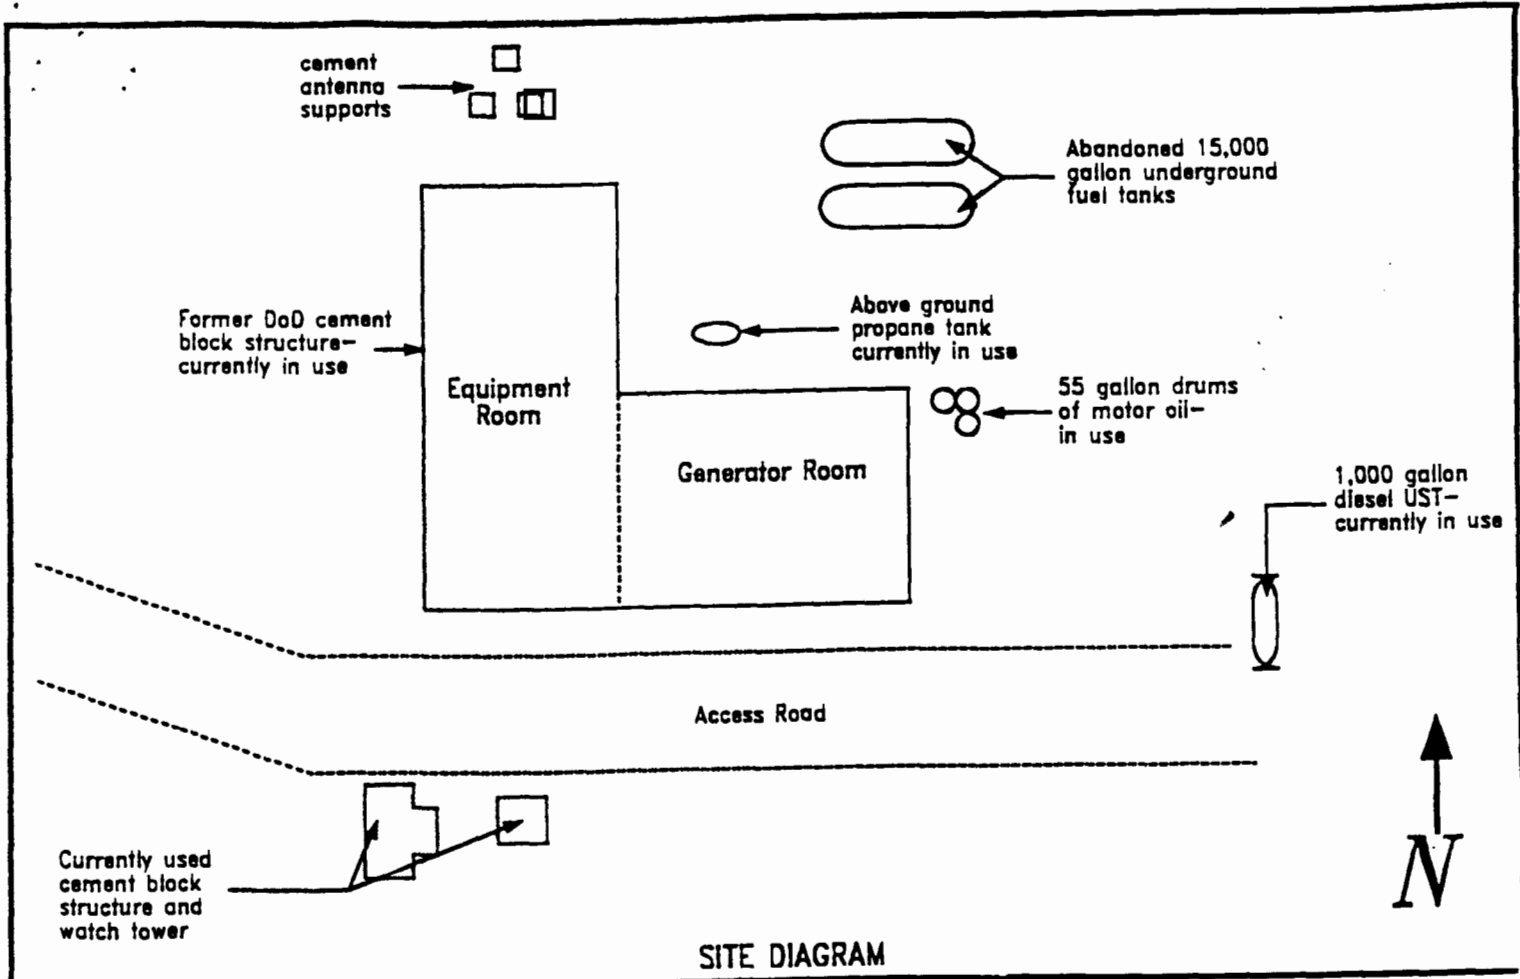 cement
antenna
supports
Abandoned 15,000
gallon underground
fuel tanks
Former DoD cement
block structure-
currently in use
Above ground
propane tank
currently in use
Equipment
Room
55 gallon drums
of motor oil-
in use
Generator Room
1,000 gallon
diesel UST-
currently in use
Access Road
Currently used
cement block
structure and
watch tower
N
SITE DIAGRAM